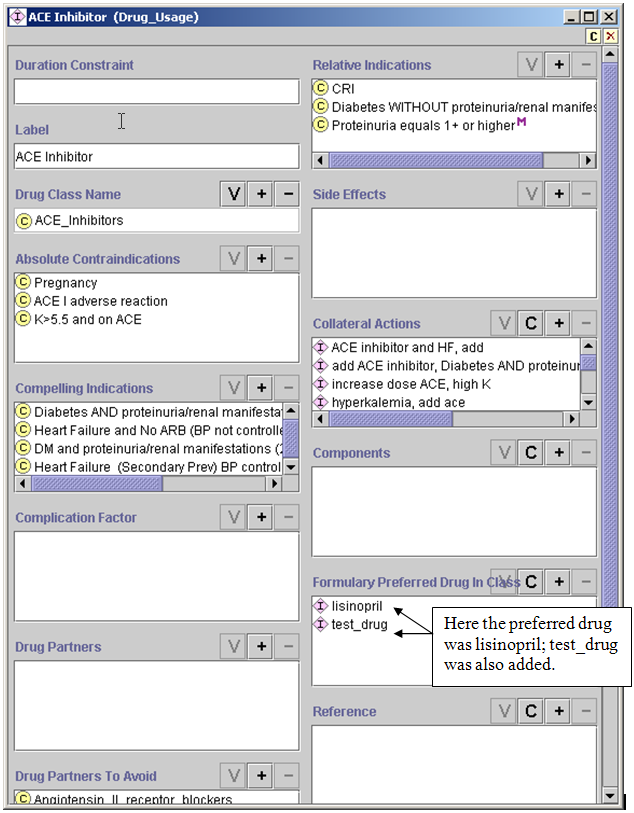 ACE Inhibitor (Drug_Usage)
C
Duration Constraint
Label
ACE Inhibitor
Drug Class Name V + −
C ACE_Inhibitors
Absolute Contraindications V + −
C Pregnancy
C ACE I adverse reaction
C K>5.5 and on ACE
Compelling Indications V + −
C Diabetes AND proteinuria/renal manifesta
C Heart Failure and No ARB (BP not controlle
C DM and proteinuria/renal manifestations (
C Heart Failure (Secondary Prev) BP control
Complication Factor V + −
Drug Partners V + −
Drug Partners To Avoid V + −
C Angiotensin_II_receptor_blockers
Relative Indications V + −
C CRI
C Diabetes WITHOUT proteinuria/renal manifes
C Proteinuria equals 1+ or higher M
Side Effects V + −
Collateral Actions V C + −
I ACE inhibitor and HF, add
I add ACE inhibitor, Diabetes AND proteinur
I increase dose ACE, high K
I hyperkalemia, add ace
Components V C + −
Formulary Preferred Drug In Class V C + −
I lisinopril
I test_drug
Here the preferred drug
was lisinopril; test_drug
was also added.
Reference V C + −